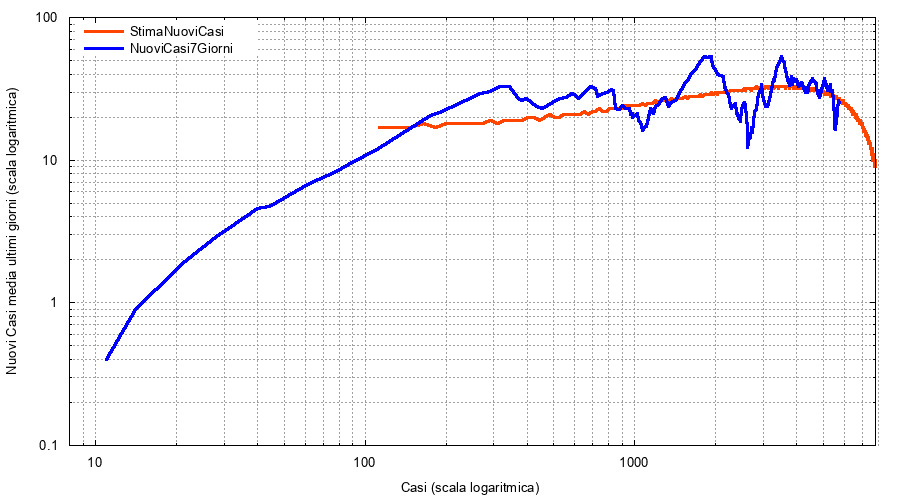 100
StimaNuoviCasi
NuoviCasi7Giorni
10
1
0.1
Nuovi Casi media ultimi giorni (scala logaritmica)
10 100 1000
Casi (scala logaritmica)